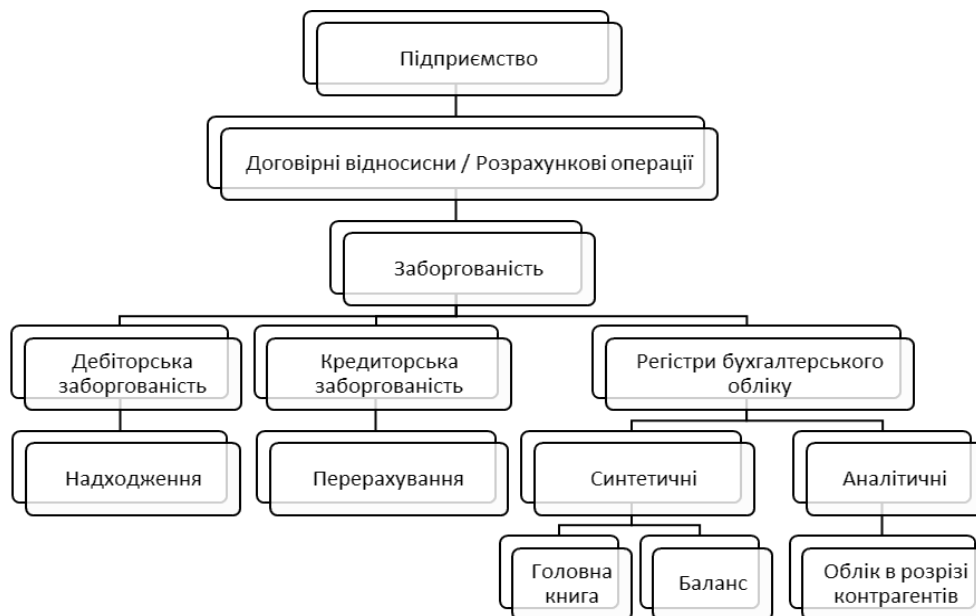 Підприємство
Договірні відносисни / Розрахункові операції
Заборгованість
Дебіторська
заборгованість
Кредиторська
заборгованість
Регістри бухгалтерського
обліку
Надходження
Перерахування
Синтетичні
Аналітичні
Головна
книга
Баланс
Облік в розрізі
контрагентів